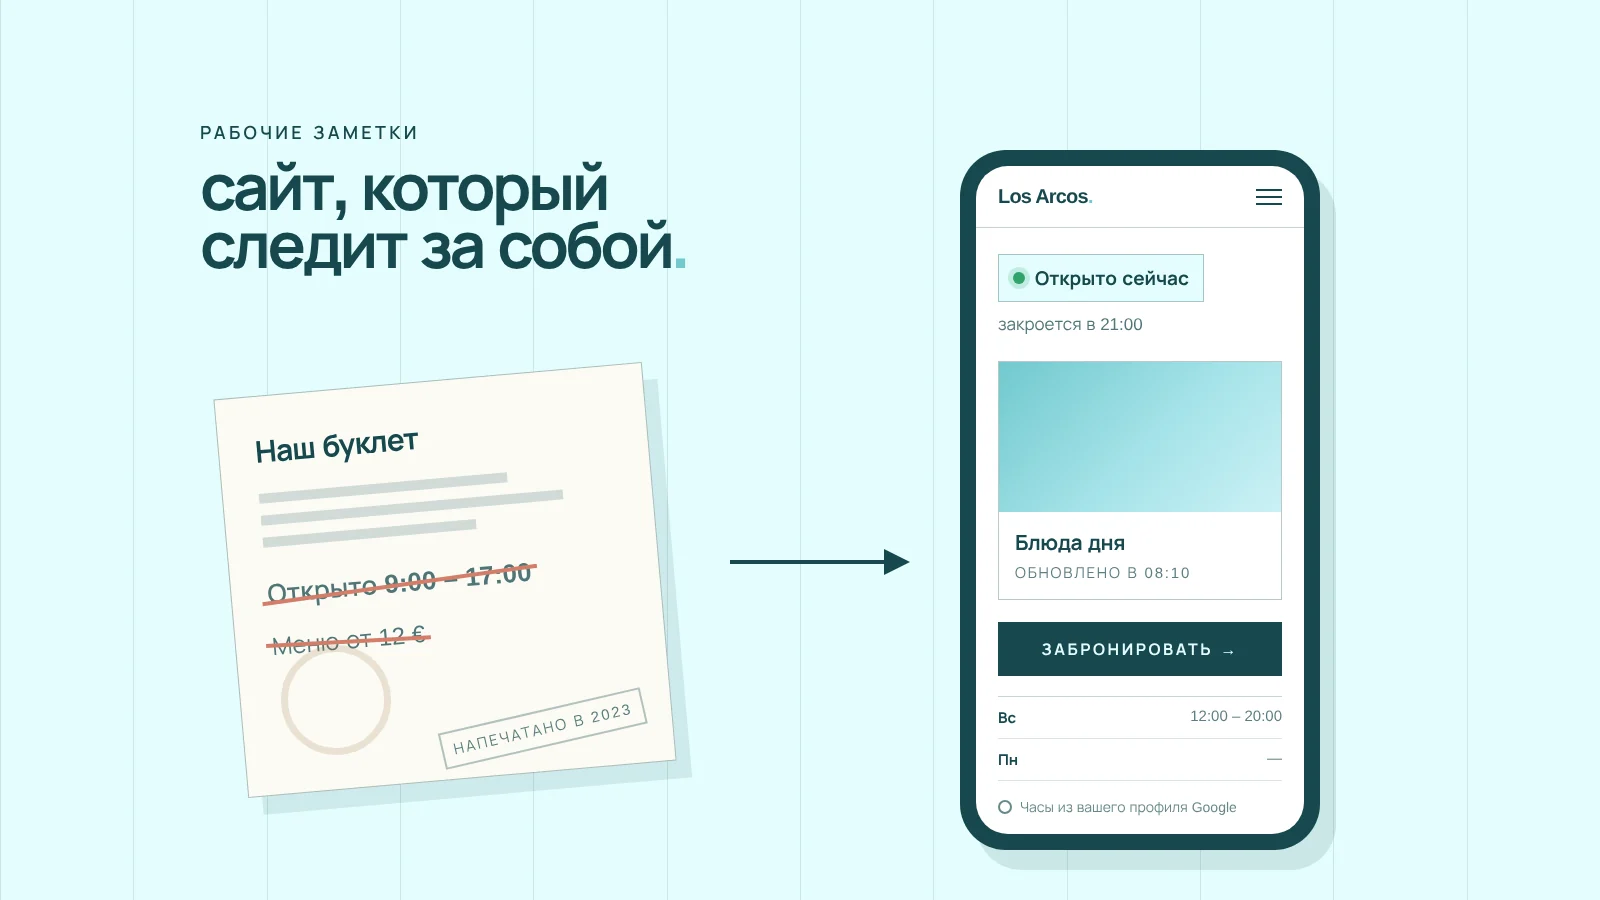 РАБОЧИЕ ЗАМЕТКИ
сайт, который
следит за собой.
Наш буклет
Открыто 9:00 – 17:00
Меню от 12 €
НАПЕЧАТАНО В 2023
Los Arcos.
Открыто сейчас
закроется в 21:00
Блюда дня
ОБНОВЛЕНО В 08:10
ЗАБРОНИРОВАТЬ →
Вс 12:00 – 20:00
Пн —
Часы из вашего профиля Google